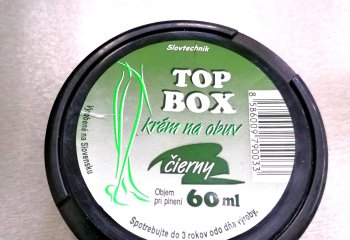 Slovtechnik
TOP
BOX
krém na obuv
čierny
Objem
pri plnení 60 ml
Vyrobené na Slovensku
Spotrebujte do 3 rokov odo dňa výroby.
8586019790033